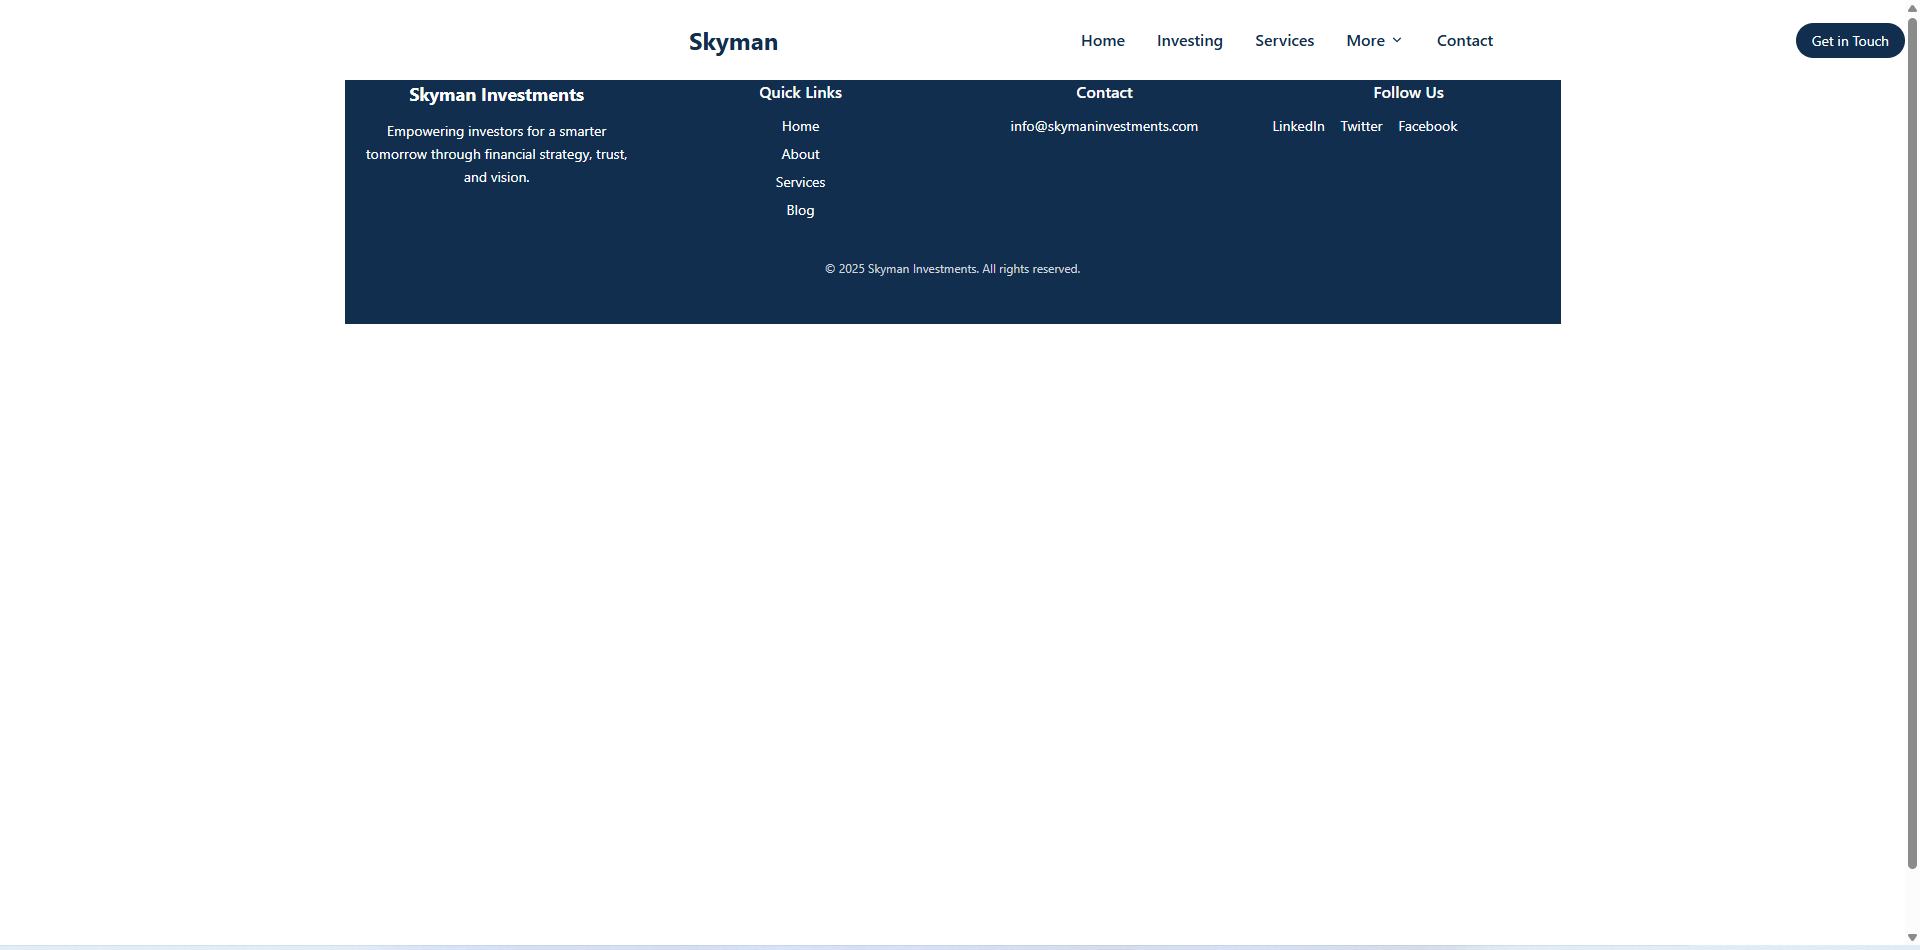 Skyman
Home
Investing
Services
More
Contact
Get in Touch
Skyman Investments
Empowering investors for a smarter
tomorrow through financial strategy, trust,
and vision.
Quick Links
Home
About
Services
Blog
Contact
info@skymaninvestments.com
Follow Us
LinkedIn
Twitter
Facebook
© 2025 Skyman Investments. All rights reserved.